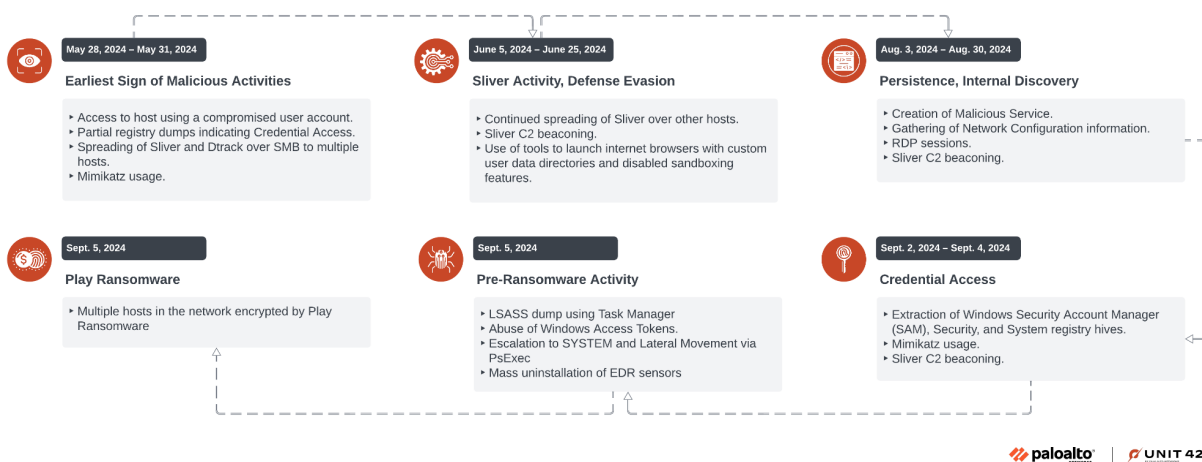 May 28, 2024 – May 31, 2024
Earliest Sign of Malicious Activities
‣ Access to host using a compromised user account.
‣ Partial registry dumps indicating Credential Access.
‣ Spreading of Sliver and Dtrack over SMB to multiple
hosts.
‣ Mimikatz usage.
June 5, 2024 – June 25, 2024
Sliver Activity, Defense Evasion
‣ Continued spreading of Sliver over other hosts.
‣ Sliver C2 beaconing.
‣ Use of tools to launch internet browsers with custom
user data directories and disabled sandboxing
features.
Aug. 3, 2024 – Aug. 30, 2024
Persistence, Internal Discovery
‣ Creation of Malicious Service.
‣ Gathering of Network Configuration information.
‣ RDP sessions.
‣ Sliver C2 beaconing.
Sept. 5, 2024
Play Ransomware
‣ Multiple hosts in the network encrypted by Play
Ransomware
Sept. 5, 2024
Pre-Ransomware Activity
‣ LSASS dump using Task Manager
‣ Abuse of Windows Access Tokens.
‣ Escalation to SYSTEM and Lateral Movement via
PsExec
‣ Mass uninstallation of EDR sensors
Sept. 2, 2024 – Sept. 4, 2024
Credential Access
‣ Extraction of Windows Security Account Manager
(SAM), Security, and System registry hives.
‣ Mimikatz usage.
‣ Sliver C2 beaconing.
paloalto
UNIT 42